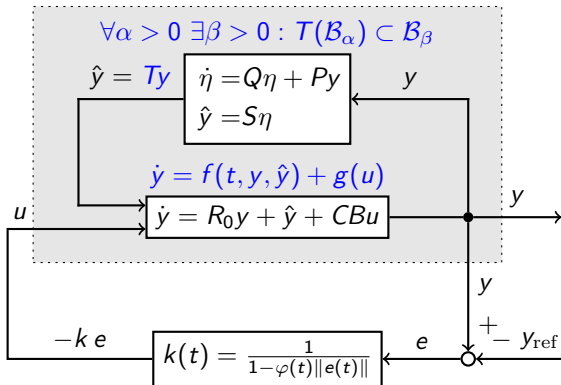 ∀α > 0 ∃β > 0 : T(ℬ_α) ⊂ ℬ_β
ŷ = Ty
η̇ =Qη + Py
ŷ =Sη
y
ẏ = f(t, y, ŷ) + g(u)
u
ẏ = R₀y + ŷ + CBu
y
y
−k e
k(t) = 1/(1−φ(t)‖e(t)‖)
e
+
− y_ref